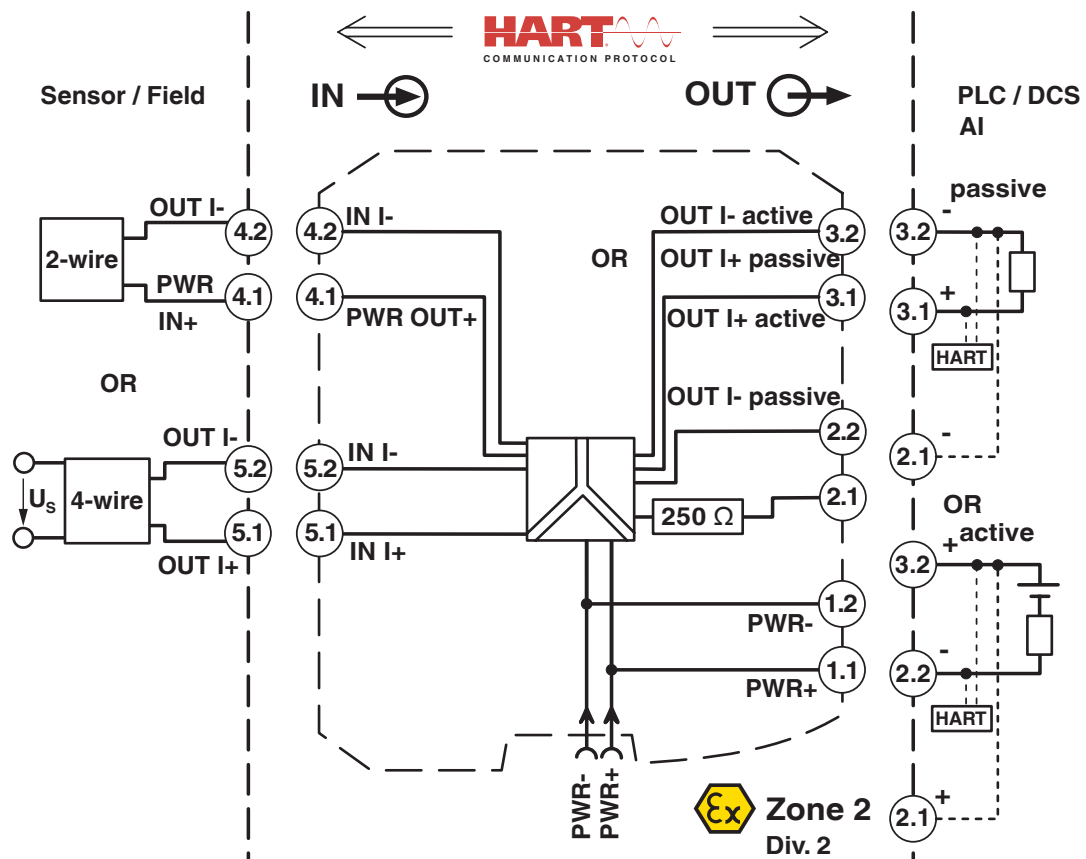 HART
COMMUNICATION PROTOCOL
Sensor / Field
IN
OUT
PLC / DCS
AI
2-wire
OUT I-
4.2
PWR
IN+
4.1
OR
US
4-wire
OUT I-
5.2
OUT I+
5.1
4.2
IN I-
4.1
PWR OUT+
5.2
IN I-
5.1
IN I+
OR
OUT I- active
3.2
OUT I+ passive
3.1
OUT I+ active
OUT I- passive
2.2
2.1
250 Ω
1.2
PWR-
1.1
PWR+
PWR-
PWR+
passive
3.2
-
3.1
+
HART
2.1
-
OR
active
3.2
+
2.2
-
HART
2.1
+
Ex
Zone 2
Div. 2